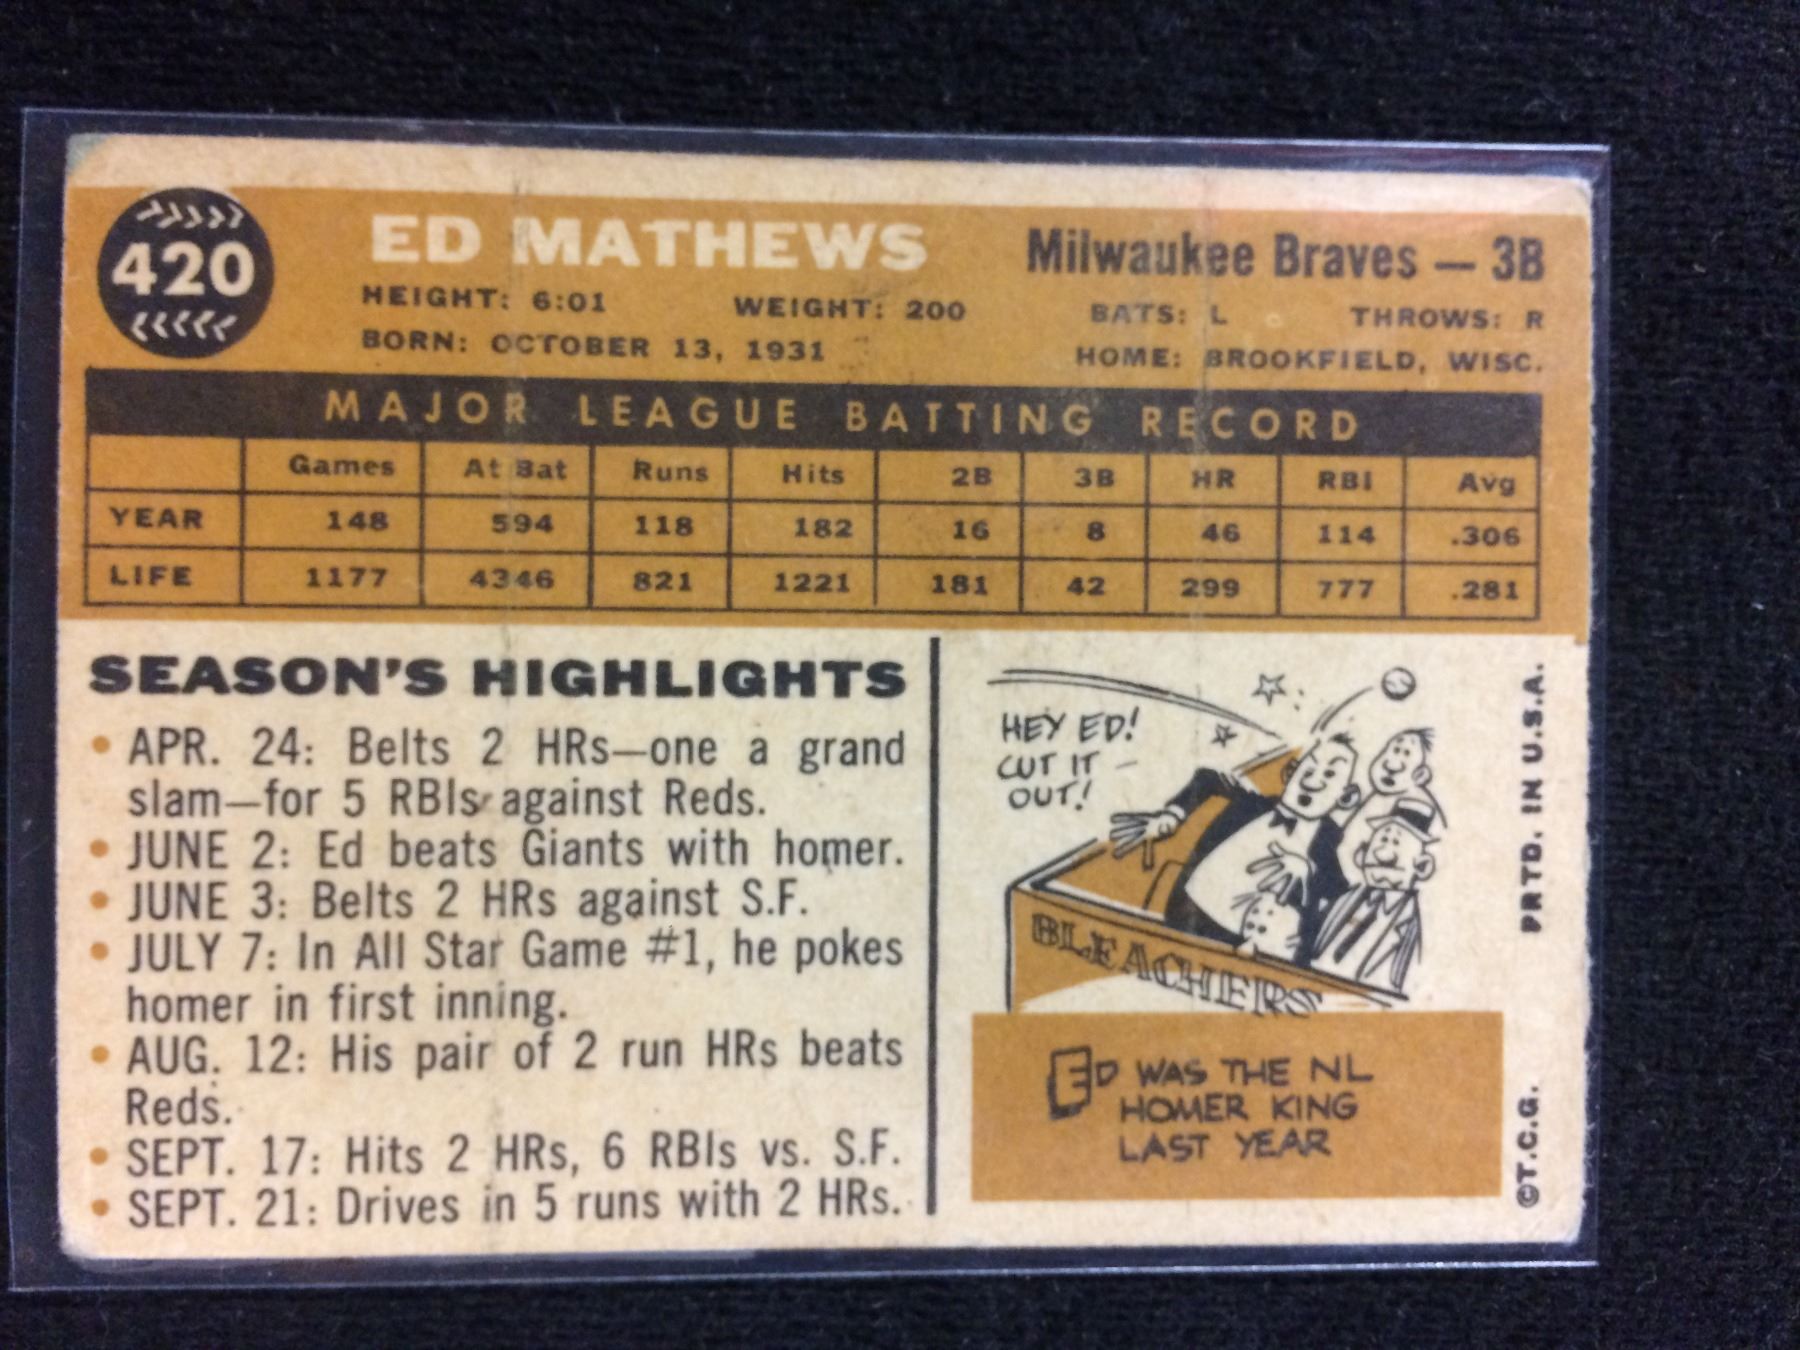 420
ED MATHEWS
Milwaukee Braves — 3B
HEIGHT: 6:01 WEIGHT: 200 BATS: L THROWS: R
BORN: OCTOBER 13, 1931 HOME: BROOKFIELD, WISC.
MAJOR LEAGUE BATTING RECORD
Games At Bat Runs Hits 2B 3B HR RBI Avg
YEAR 148 594 118 182 16 8 46 114 .306
LIFE 1177 4346 821 1221 181 42 299 777 .281
SEASON'S HIGHLIGHTS
• APR. 24: Belts 2 HRs—one a grand
slam—for 5 RBIs against Reds.
• JUNE 2: Ed beats Giants with homer.
• JUNE 3: Belts 2 HRs against S.F.
• JULY 7: In All Star Game #1, he pokes
homer in first inning.
• AUG. 12: His pair of 2 run HRs beats
Reds.
• SEPT. 17: Hits 2 HRs, 6 RBIs vs. S.F.
• SEPT. 21: Drives in 5 runs with 2 HRs.
HEY ED!
CUT IT
OUT!
BLEACHERS
ED WAS THE NL
HOMER KING
LAST YEAR
©T.C.G. PRTD. IN U.S.A.